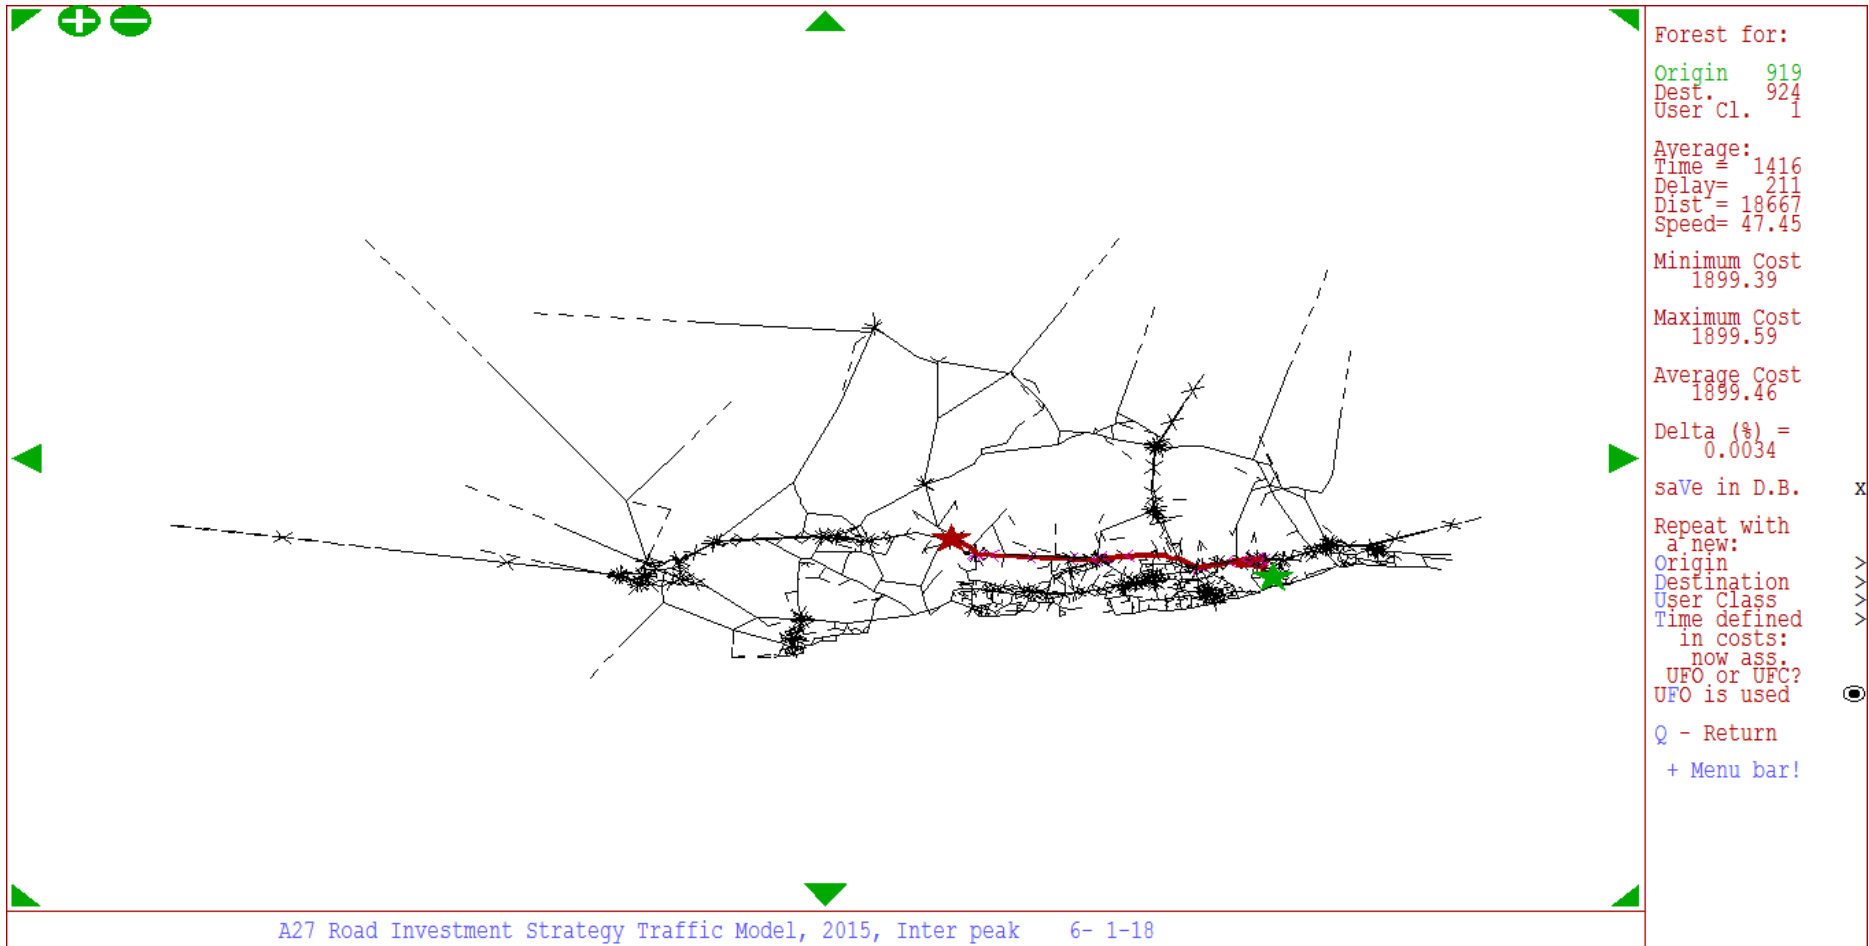 Forest for:
Origin 919
Dest. 924
User Cl. 1
Average:
Time = 1416
Delay= 211
Dist = 18667
Speed= 47.45
Minimum Cost
1899.39
Maximum Cost
1899.59
Average Cost
1899.46
Delta (%) =
0.0034
saVe in D.B. x
Repeat with
a new:
Origin >
Destination >
User Class >
Time defined >
in costs:
now ass.
UFO or UFC?
UFO is used
Q - Return
+ Menu bar!
A27 Road Investment Strategy Traffic Model, 2015, Inter peak 6- 1-18